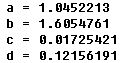 a = 1.0452213
b = 1.6054761
c = 0.01725421
d = 0.12156191